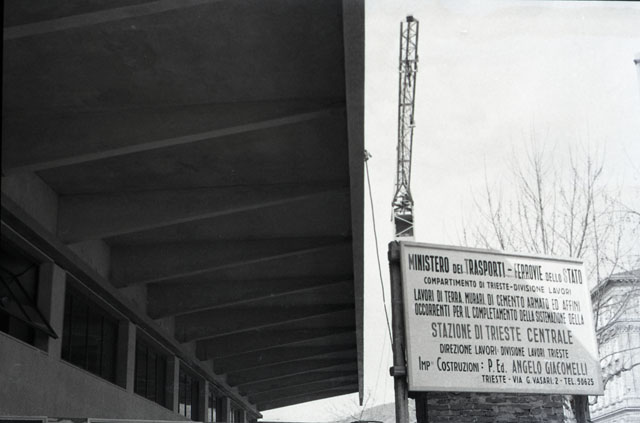 MINISTERO DEI TRASPORTI - FERROVIE DELLO STATO
COMPARTIMENTO DI TRIESTE - DIVISIONE LAVORI
LAVORI DI TERRA, MURARI DI CEMENTO ARMATO ED AFFINI
OCCORRENTI PER IL COMPLETAMENTO DELLA SISTEMAZIONE DELLA
STAZIONE DI TRIESTE CENTRALE
DIREZIONE LAVORI: DIVISIONE LAVORI TRIESTE
IMP. COSTRUZIONI: P. ED. ANGELO GIACOMELLI
TRIESTE - VIA G. VASARI, 2 - TEL. 90625